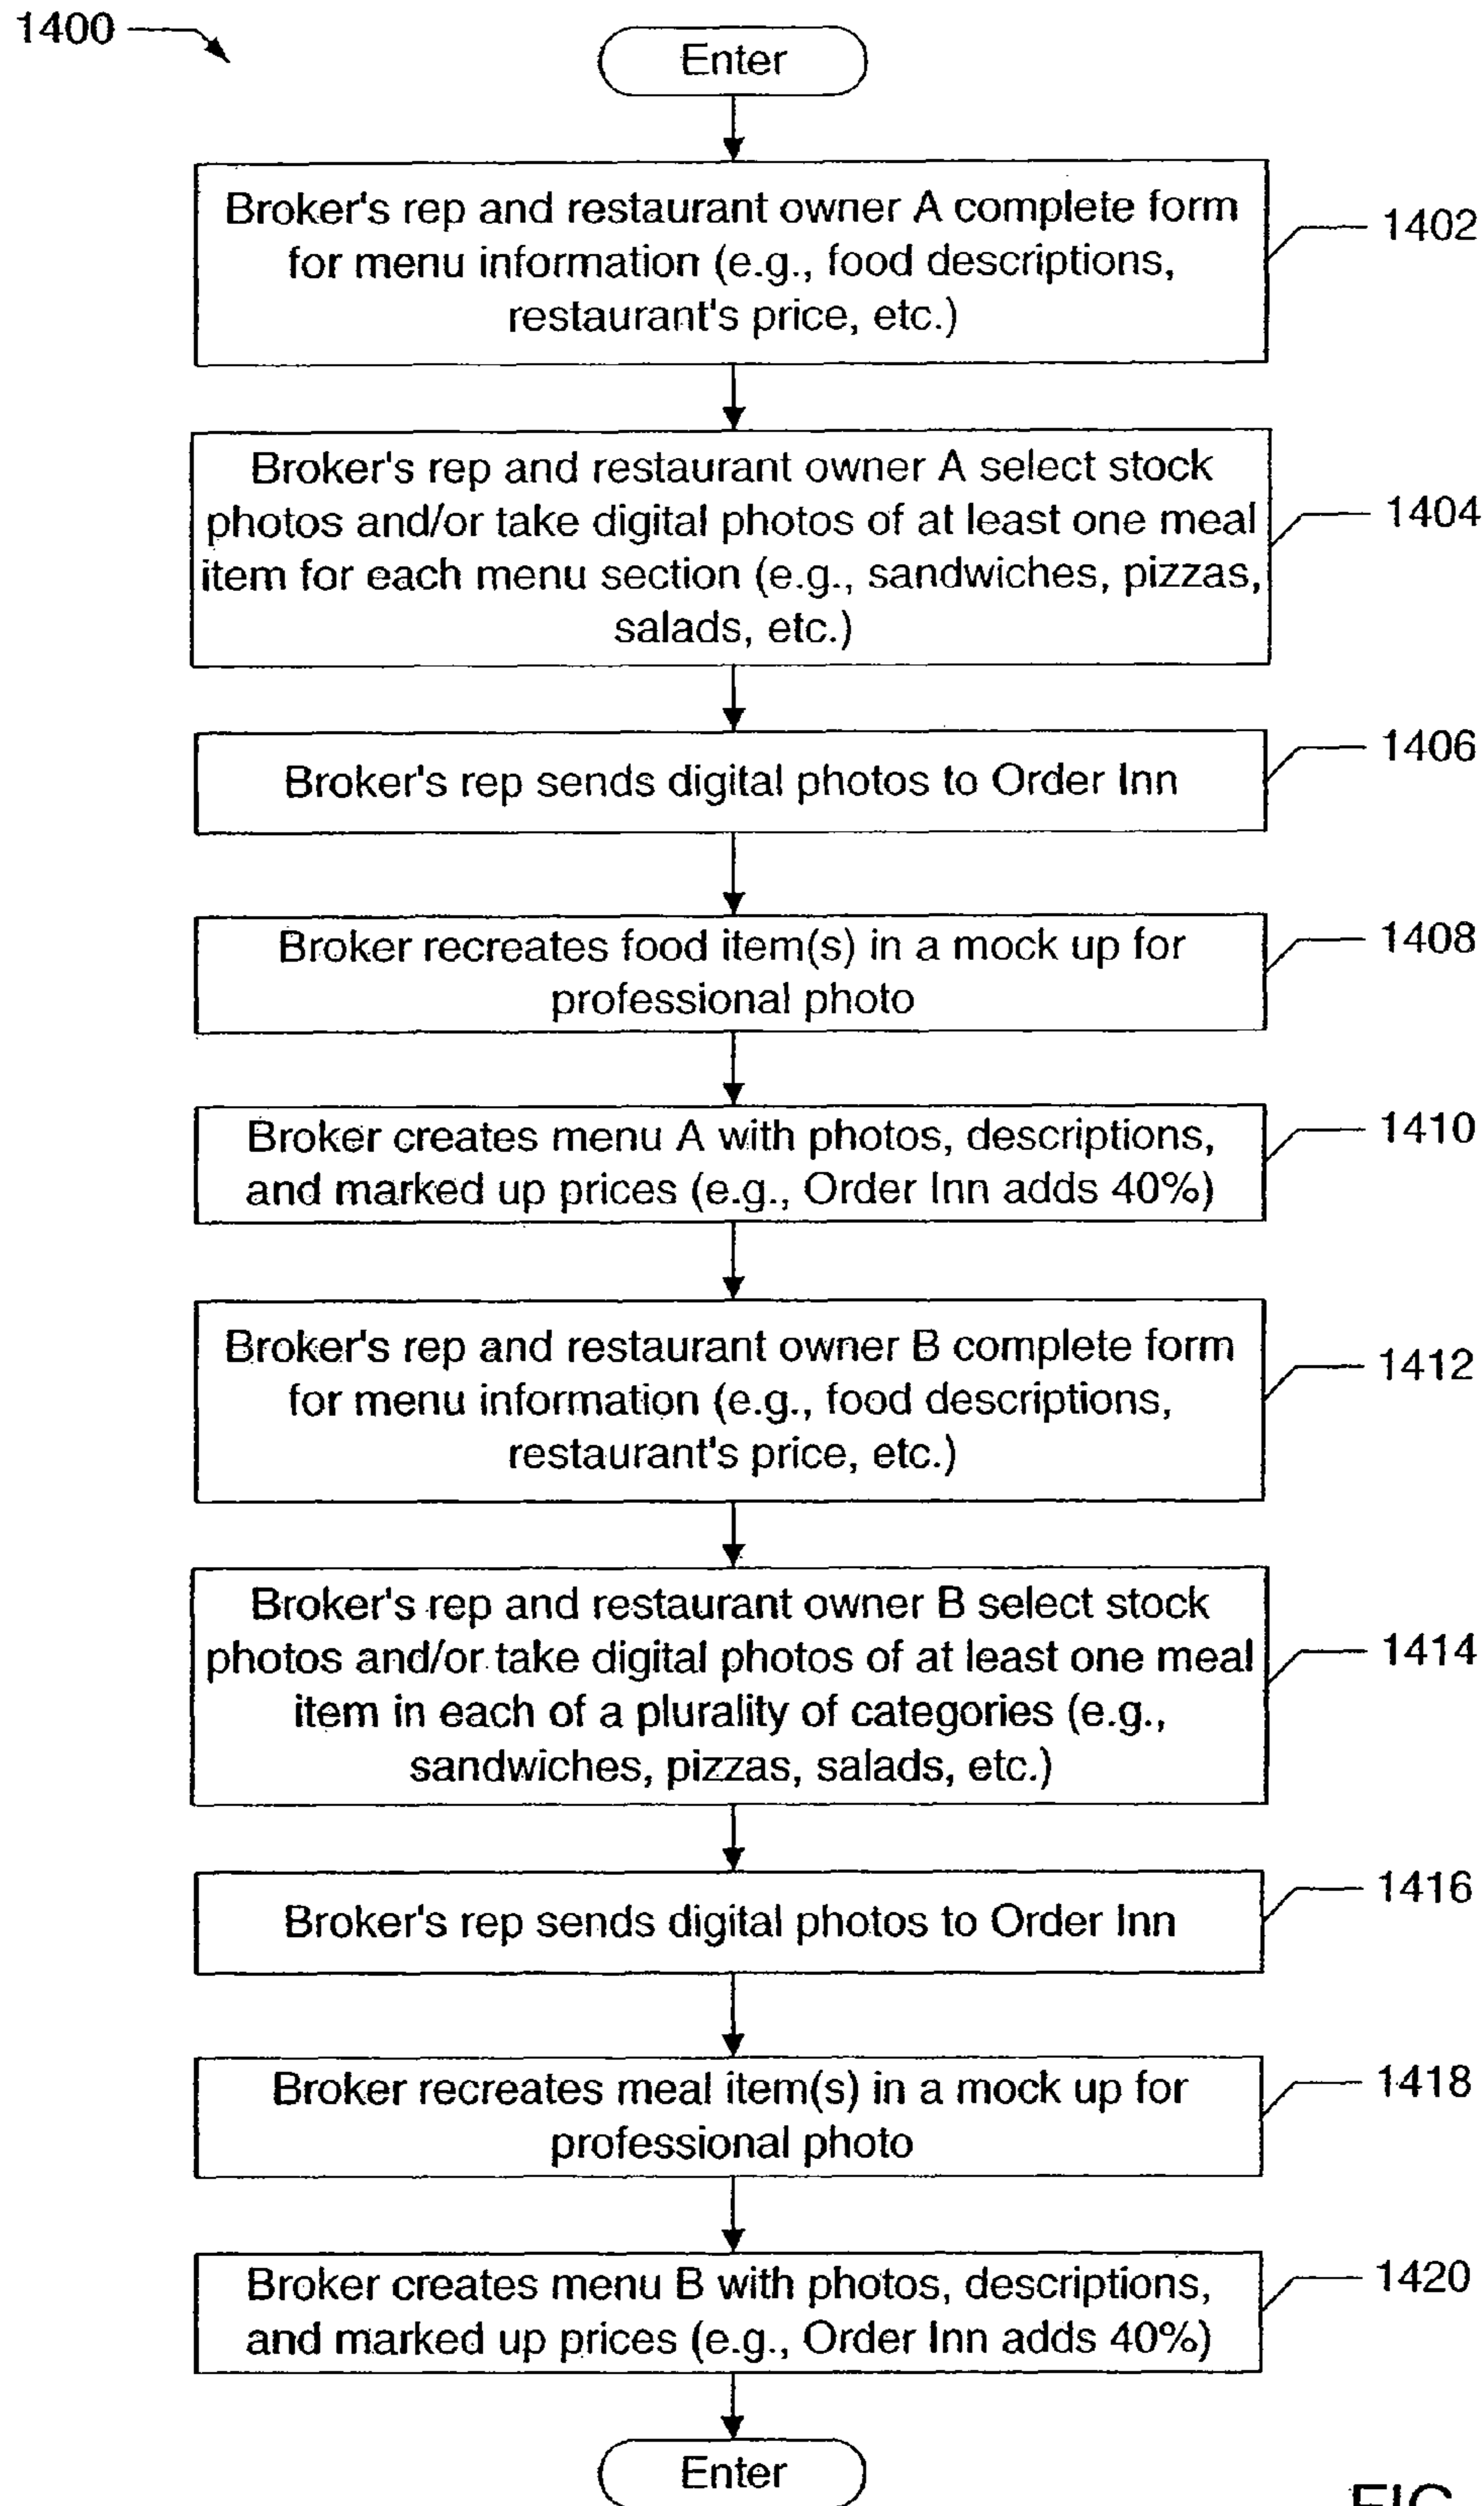 1400
Enter
Broker's rep and restaurant owner A complete form
for menu information (e.g., food descriptions,
restaurant's price, etc.)
1402
Broker's rep and restaurant owner A select stock
photos and/or take digital photos of at least one meal
item for each menu section (e.g., sandwiches, pizzas,
salads, etc.)
1404
Broker's rep sends digital photos to Order Inn
1406
Broker recreates food item(s) in a mock up for
professional photo
1408
Broker creates menu A with photos, descriptions,
and marked up prices (e.g., Order Inn adds 40%)
1410
Broker's rep and restaurant owner B complete form
for menu information (e.g., food descriptions,
restaurant's price, etc.)
1412
Broker's rep and restaurant owner B select stock
photos and/or take digital photos of at least one meal
item in each of a plurality of categories (e.g.,
sandwiches, pizzas, salads, etc.)
1414
Broker's rep sends digital photos to Order Inn
1416
Broker recreates meal item(s) in a mock up for
professional photo
1418
Broker creates menu B with photos, descriptions,
and marked up prices (e.g., Order Inn adds 40%)
1420
Enter
FIG